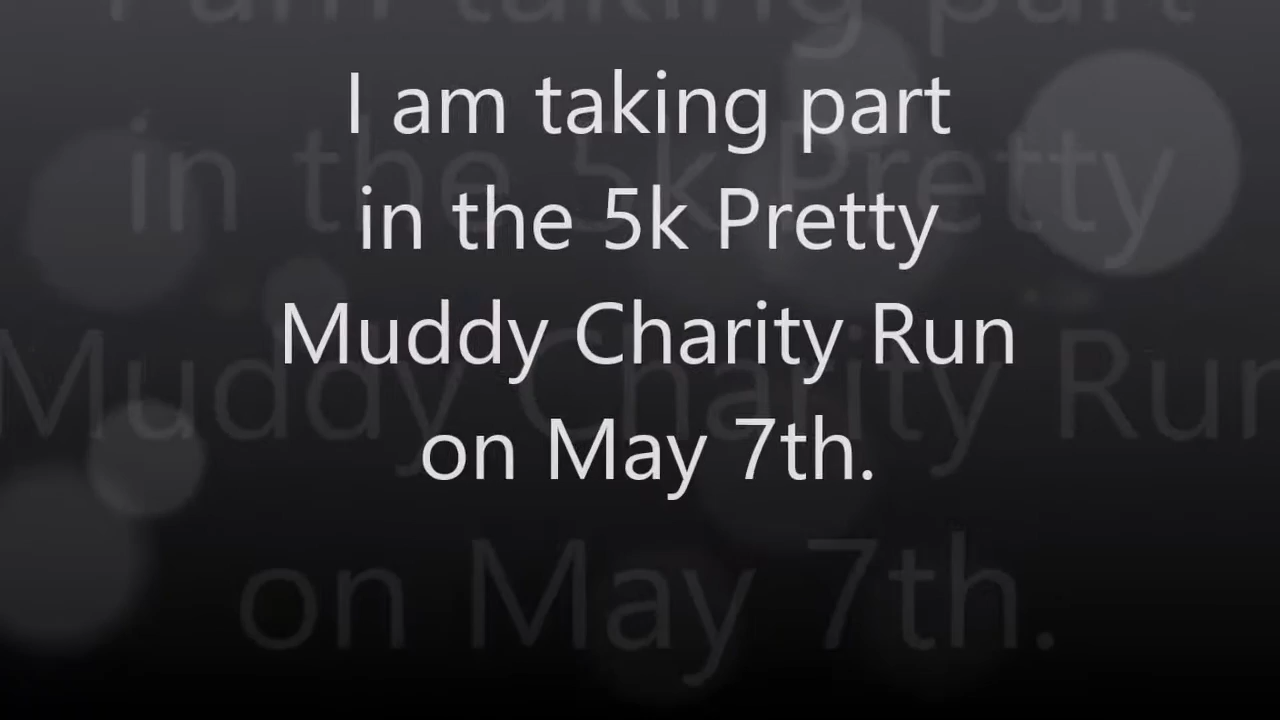 I am taking part
in the 5k Pretty
Muddy Charity Run
on May 7th.